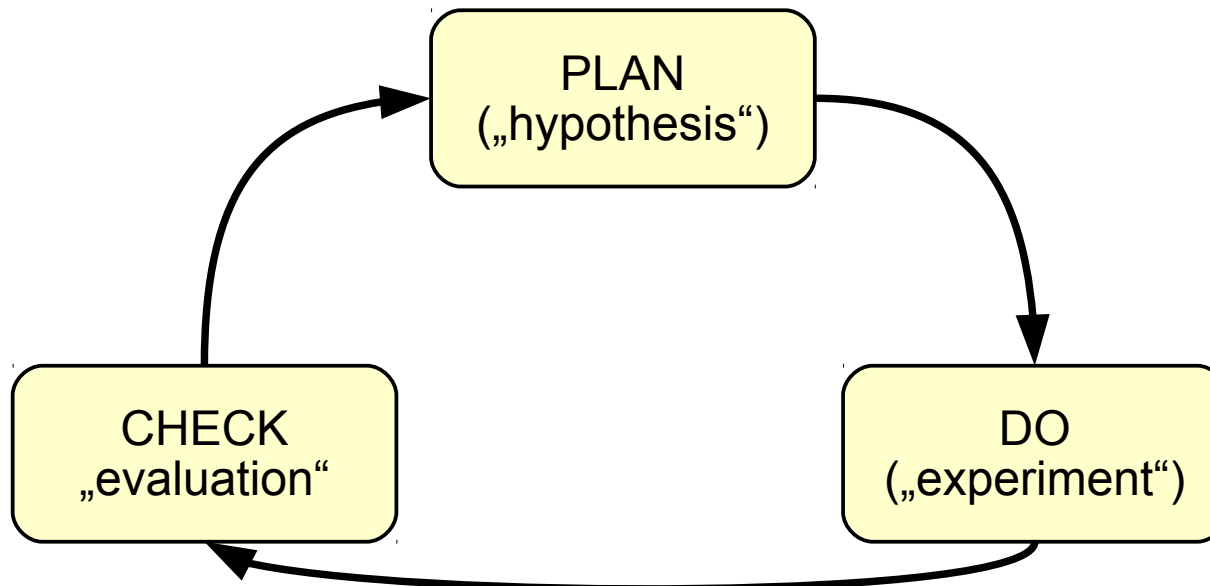 PLAN
(„hypothesis“)
DO
(„experiment“)
CHECK
„evaluation“